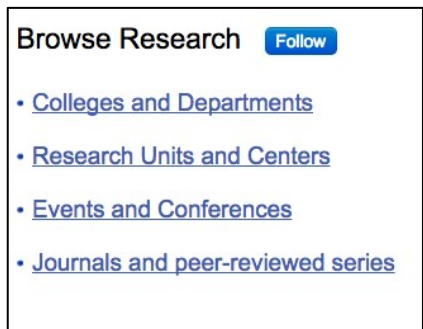 Browse Research Follow
• Colleges and Departments
• Research Units and Centers
• Events and Conferences
• Journals and peer-reviewed series